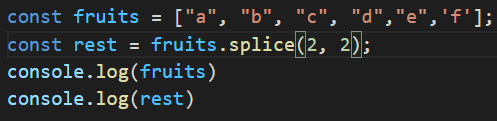 const fruits = ["a", "b", "c", "d","e",'f'];
const rest = fruits.splice(2, 2);
console.log(fruits)
console.log(rest)